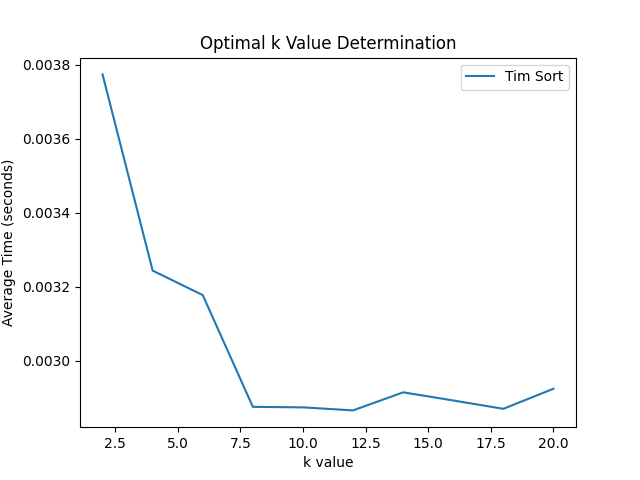 Optimal k Value Determination
Tim Sort
Average Time (seconds)
0.0038
0.0036
0.0034
0.0032
0.0030
2.5 5.0 7.5 10.0 12.5 15.0 17.5 20.0
k value